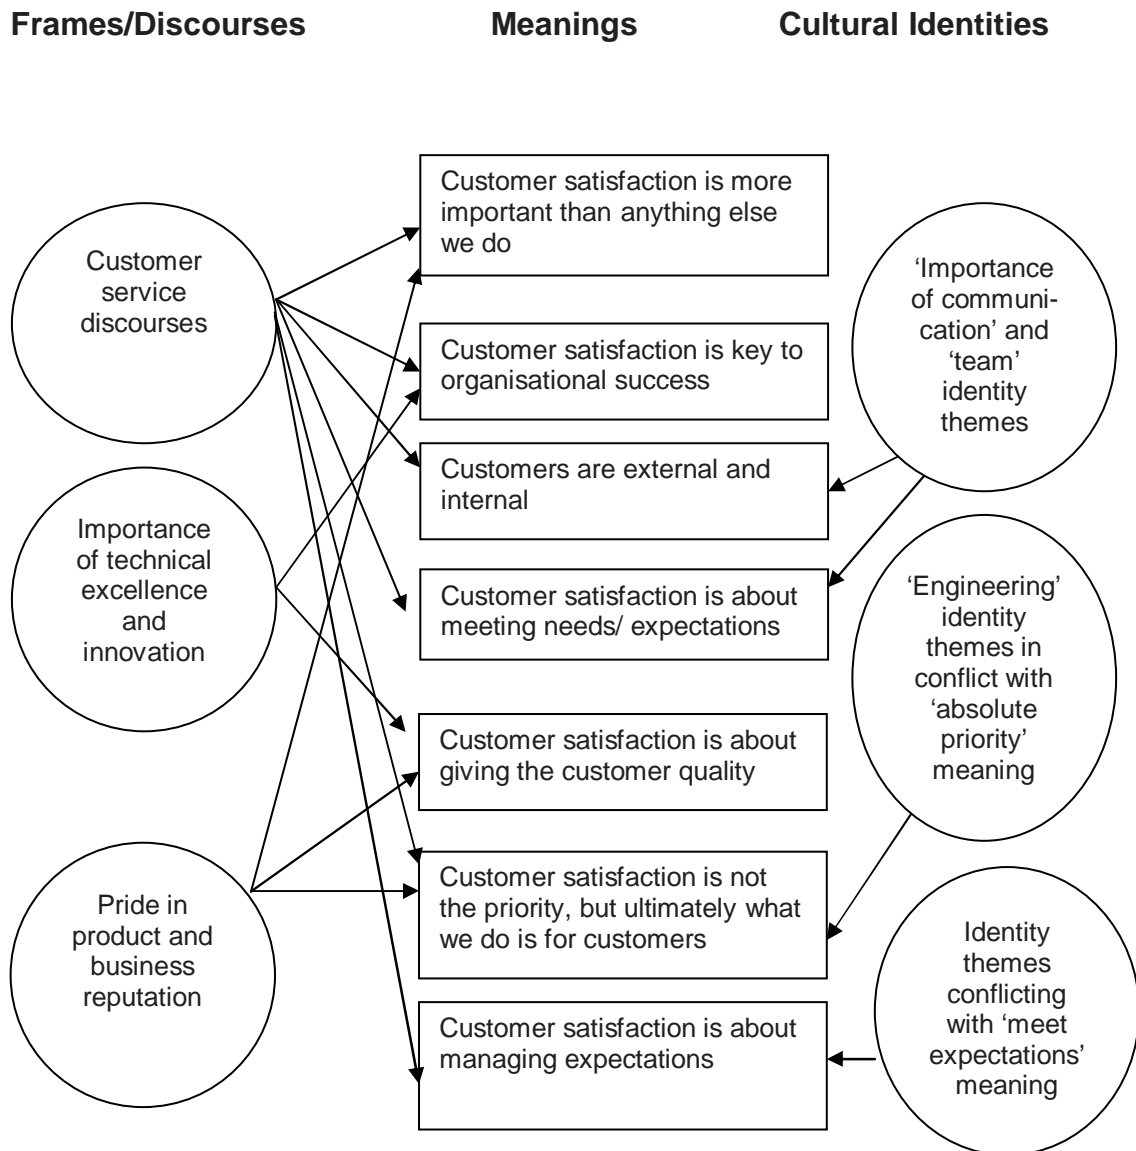 Frames/Discourses Meanings Cultural Identities
Customer
service
discourses
Importance
of technical
excellence
and
innovation
Pride in
product and
business
reputation
Customer satisfaction is more
important than anything else
we do
Customer satisfaction is key to
organisational success
Customers are external and
internal
Customer satisfaction is about
meeting needs/ expectations
Customer satisfaction is about
giving the customer quality
Customer satisfaction is not
the priority, but ultimately what
we do is for customers
Customer satisfaction is about
managing expectations
‘Importance
of communi-
cation’ and
‘team’
identity
themes
‘Engineering’
identity
themes in
conflict with
‘absolute
priority’
meaning
Identity
themes
conflicting
with ‘meet
expectations’
meaning